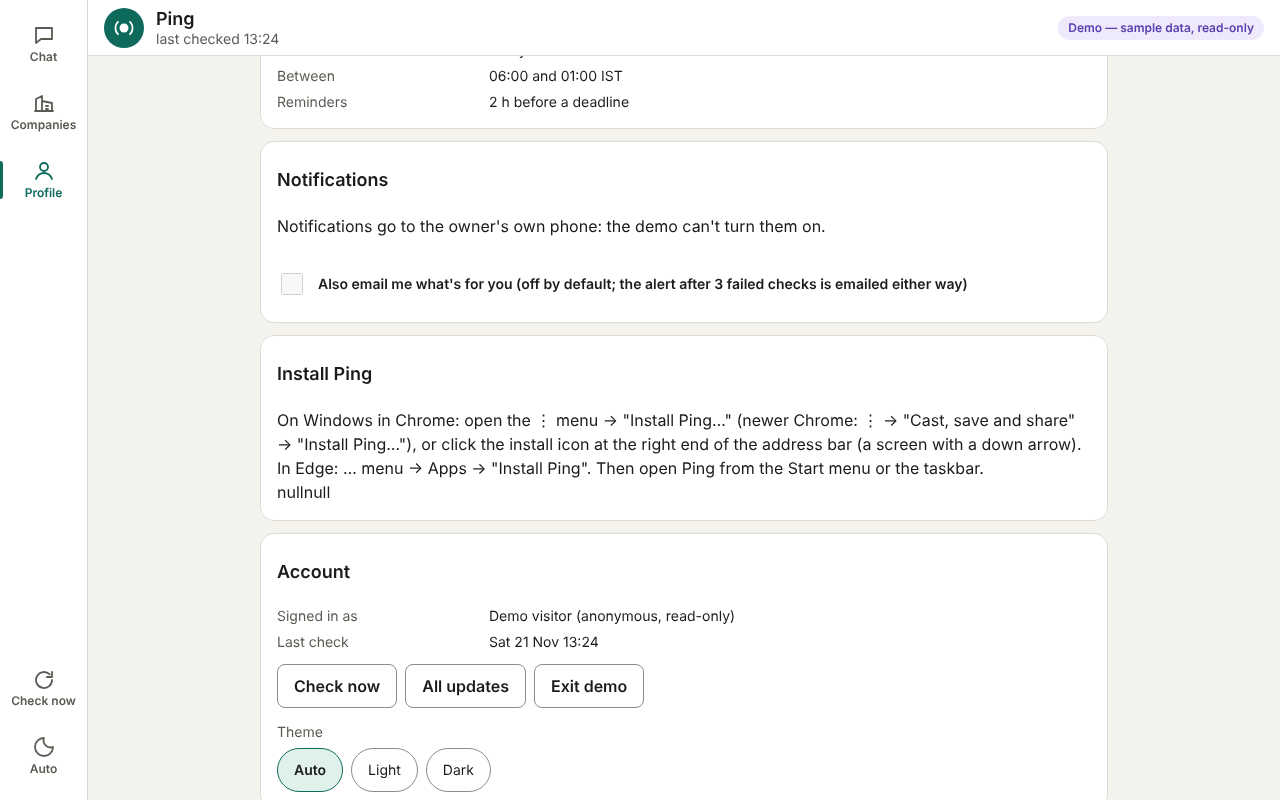 Ping
last checked 13:24
Demo — sample data, read-only
Chat
Companies
Profile
Check now
Auto
Between 06:00 and 01:00 IST
Reminders 2 h before a deadline
Notifications
Notifications go to the owner's own phone: the demo can't turn them on.
Also email me what's for you (off by default; the alert after 3 failed checks is emailed either way)
Install Ping
On Windows in Chrome: open the ⋮ menu → "Install Ping…" (newer Chrome: ⋮ → "Cast, save and share"
→ "Install Ping…"), or click the install icon at the right end of the address bar (a screen with a down arrow).
In Edge: … menu → Apps → "Install Ping". Then open Ping from the Start menu or the taskbar.
nullnull
Account
Signed in as Demo visitor (anonymous, read-only)
Last check Sat 21 Nov 13:24
Check now All updates Exit demo
Theme
Auto Light Dark